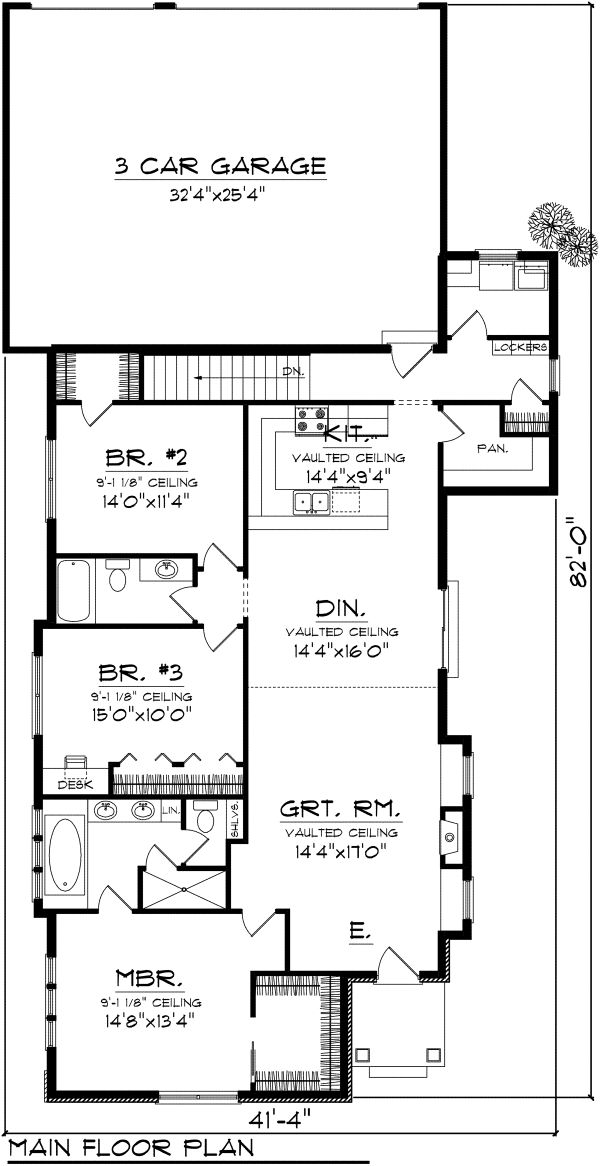 3 CAR GARAGE
32'4"x25'4"
LOCKERS
DN.
KIT.
VAULTED CEILING
14'4"x9'4"
PAN.
BR. #2
9'-1 1/8" CEILING
14'0"x11'4"
82'-0"
DIN.
VAULTED CEILING
14'4"x16'0"
BR. #3
9'-1 1/8" CEILING
15'0"x10'0"
DESK
LIN.
SHLVS.
GRT. RM.
VAULTED CEILING
14'4"x17'0"
E.
MBR.
9'-1 1/8" CEILING
14'8"x13'4"
41'-4"
MAIN FLOOR PLAN